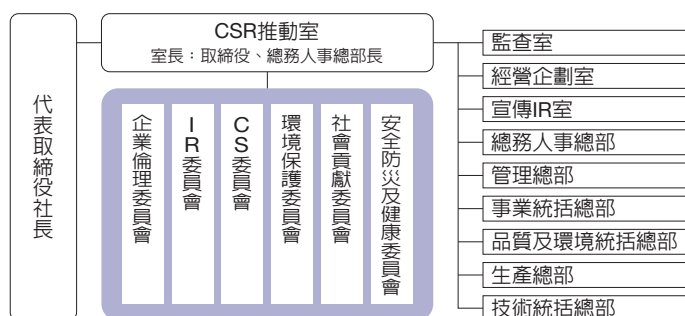 代表取締役社長
CSR推動室
室長：取締役、總務人事總部長
企業倫理委員會
IR委員會
CS委員會
環境保護委員會
社會貢獻委員會
安全防災及健康委員會
監查室
經營企劃室
宣傳IR室
總務人事總部
管理總部
事業統括總部
品質及環境統括總部
生產總部
技術統括總部